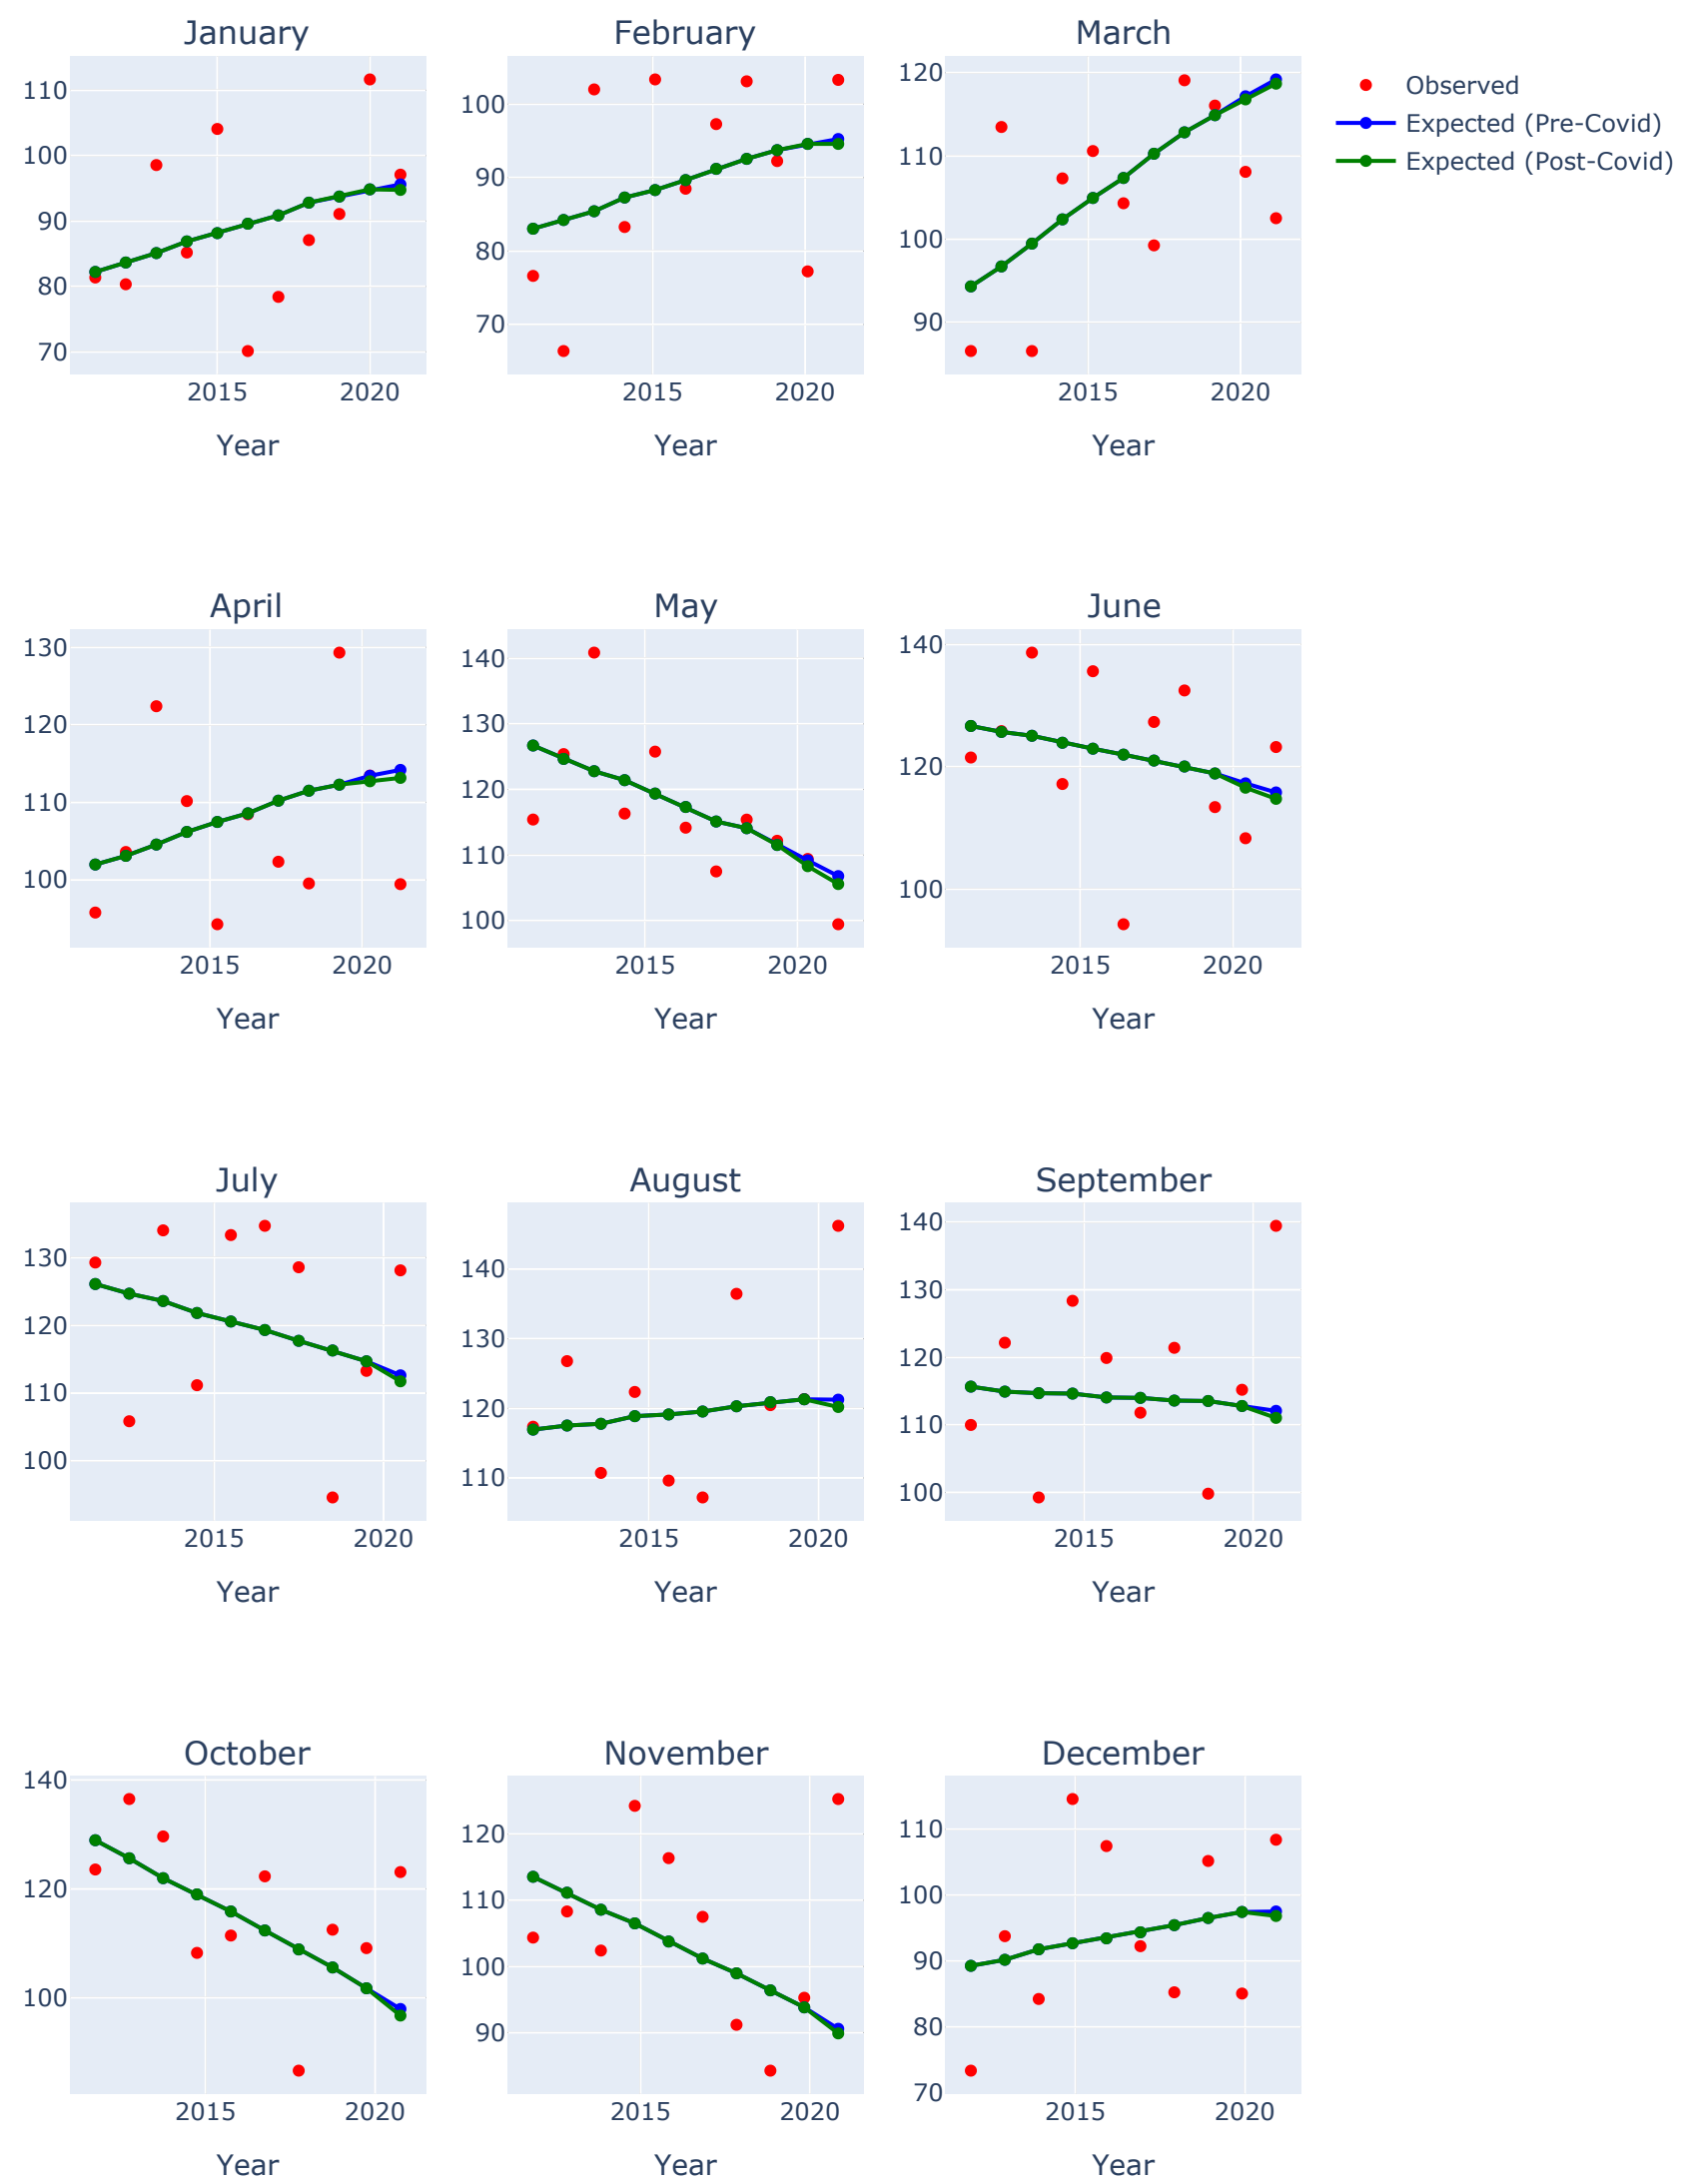 January
February
March
110
100
90
80
70
2015
2020
Year
100
90
80
70
2015
2020
Year
120
110
100
90
2015
2020
Year
Observed
Expected (Pre-Covid)
Expected (Post-Covid)
April
May
June
130
120
110
100
2015
2020
Year
140
130
120
110
100
2015
2020
Year
140
120
100
2015
2020
Year
July
August
September
130
120
110
100
2015
2020
Year
140
130
120
110
2015
2020
Year
140
130
120
110
100
2015
2020
Year
October
November
December
140
120
100
2015
2020
Year
120
110
100
90
2015
2020
Year
110
100
90
80
70
2015
2020
Year